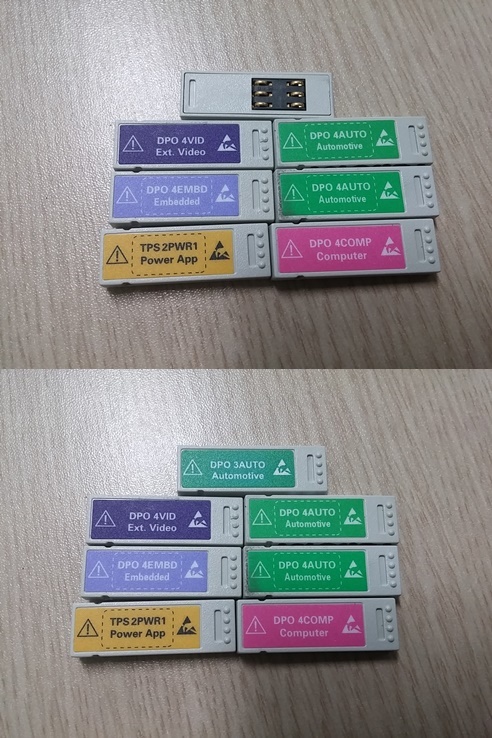 DPO 4VID
Ext. Video
DPO 4AUTO
Automotive
DPO 4EMBD
Embedded
DPO 4AUTO
Automotive
TPS 2PWR1
Power App
DPO 4COMP
Computer
DPO 3AUTO
Automotive
DPO 4VID
Ext. Video
DPO 4AUTO
Automotive
DPO 4EMBD
Embedded
DPO 4AUTO
Automotive
TPS 2PWR1
Power App
DPO 4COMP
Computer